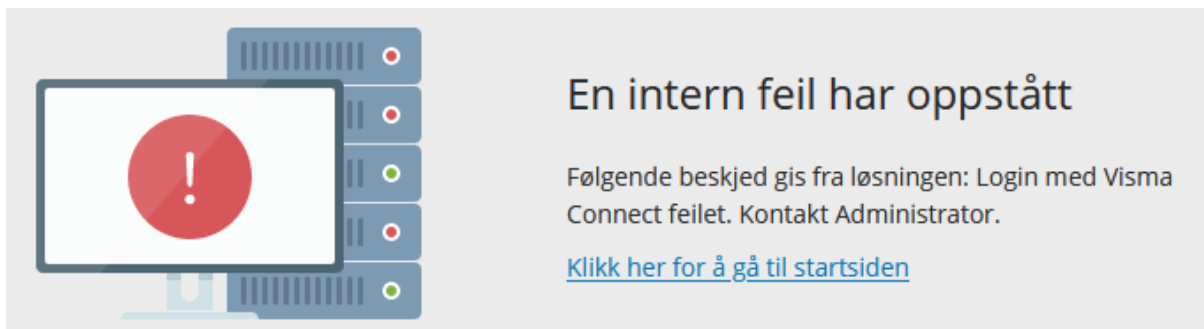 En intern feil har oppstått
Følgende beskjed gis fra løsningen: Login med Visma
Connect feilet. Kontakt Administrator.
Klikk her for å gå til startsiden